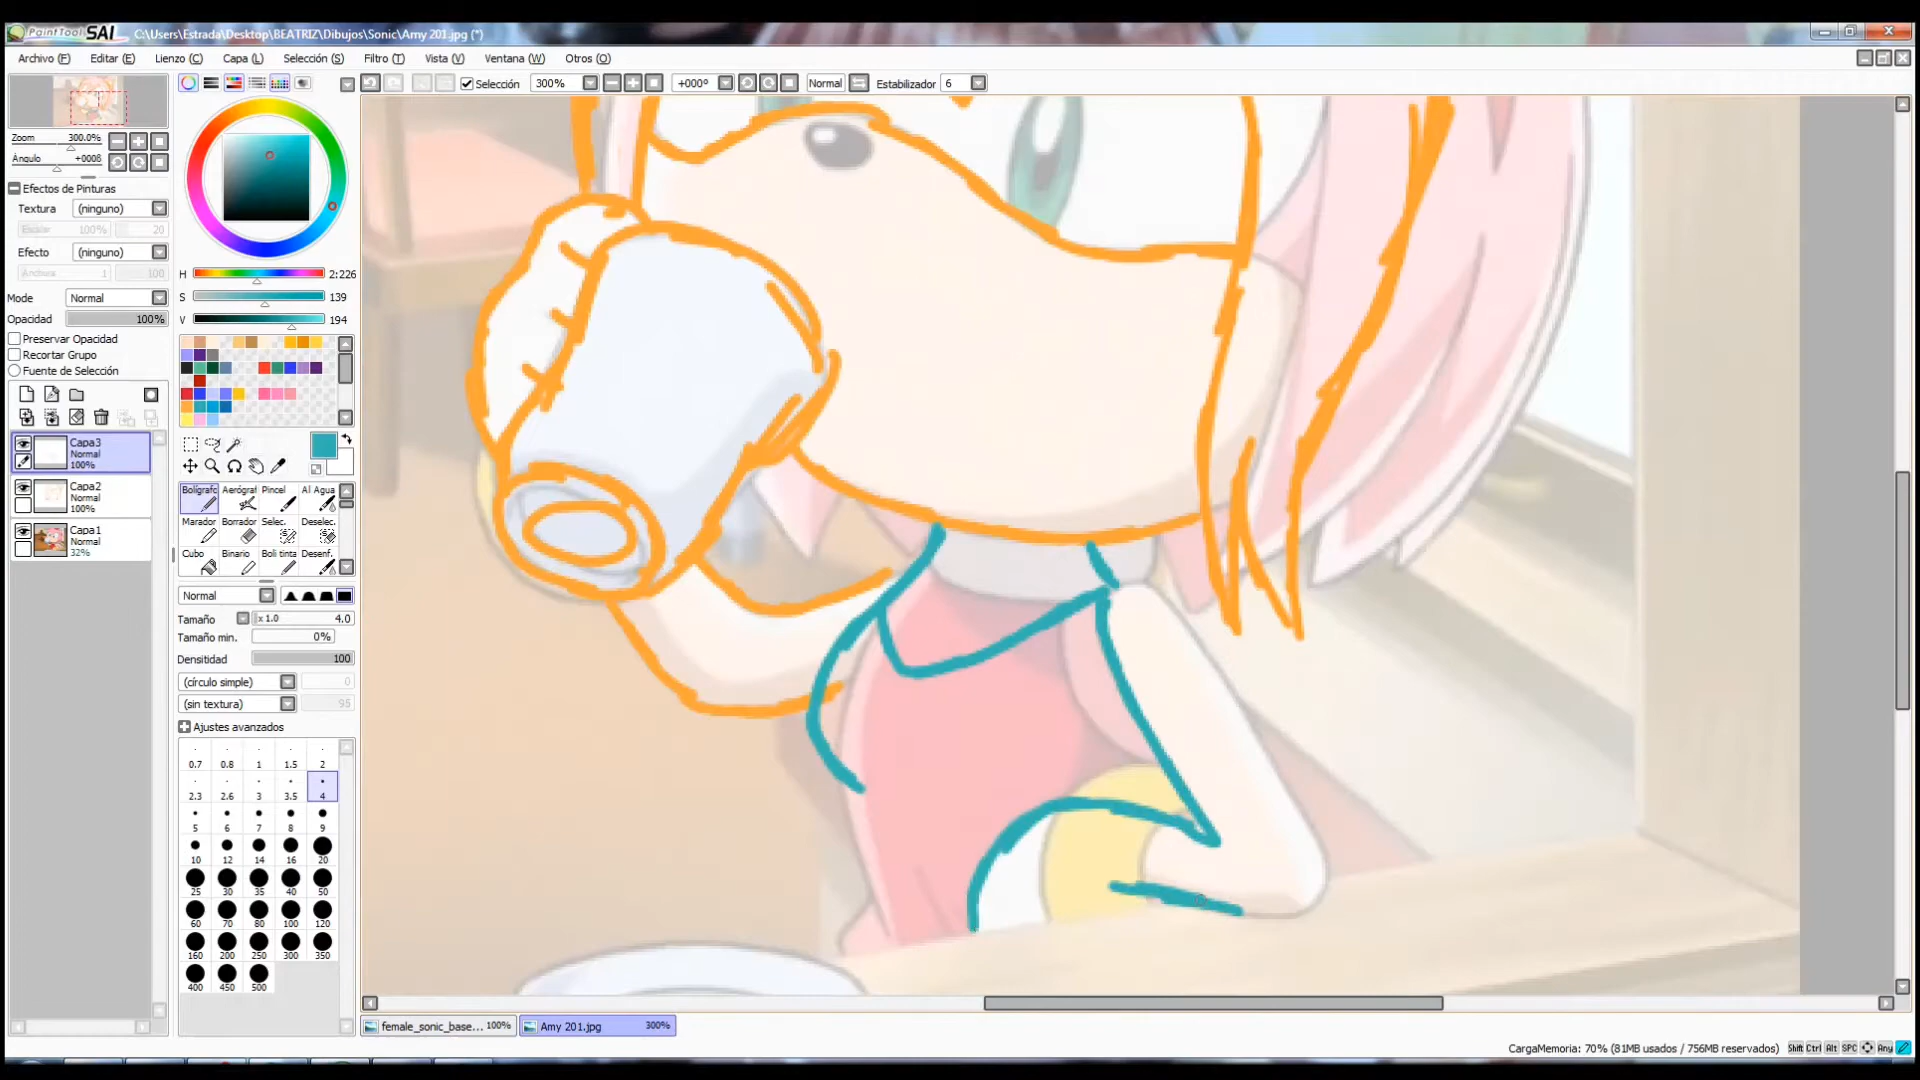 PaintTool SAI C:\Users\Estrada\Desktop\BEATRIZ\Dibujos\Sonic\Amy 201.jpg (*)
Archivo (F) Editar (E) Lienzo (C) Capa (L) Selección (S) Filtro (T) Vista (V) Ventana (W) Otros (O)
Selección 300% +000º Normal Estabilizador 6
Zoom 300.0%
Ángulo +000ß
Efectos de Pinturas
Textura (ninguno)
Escalar 100% 20
Efecto (ninguno)
Anchura 1 100
Modo Normal
Opacidad 100%
Preservar Opacidad
Recortar Grupo
Fuente de Selección
Capa3
Normal
100%
Capa2
Normal
100%
Capa1
Normal
32%
H 2:226
S 139
V 194
Bolígrafo Aerógraf Pincel Al Agua
Marador Borrador Selec. Deselec.
Cubo Binario Boli tinta Desenf.
Normal
Tamaño x 1.0 4.0
Tamaño min. 0%
Densitidad 100
(círculo simple) 0
(sin textura) 95
Ajustes avanzados
0.7 0.8 1 1.5 2
2.3 2.6 3 3.5 4
5 6 7 8 9
10 12 14 16 20
25 30 35 40 50
60 70 80 100 120
160 200 250 300 350
400 450 500
female_sonic_base... 100% Amy 201.jpg 300%
CargaMemoria: 70% (81MB usados / 756MB reservados) Shift Ctrl Alt SPC Any